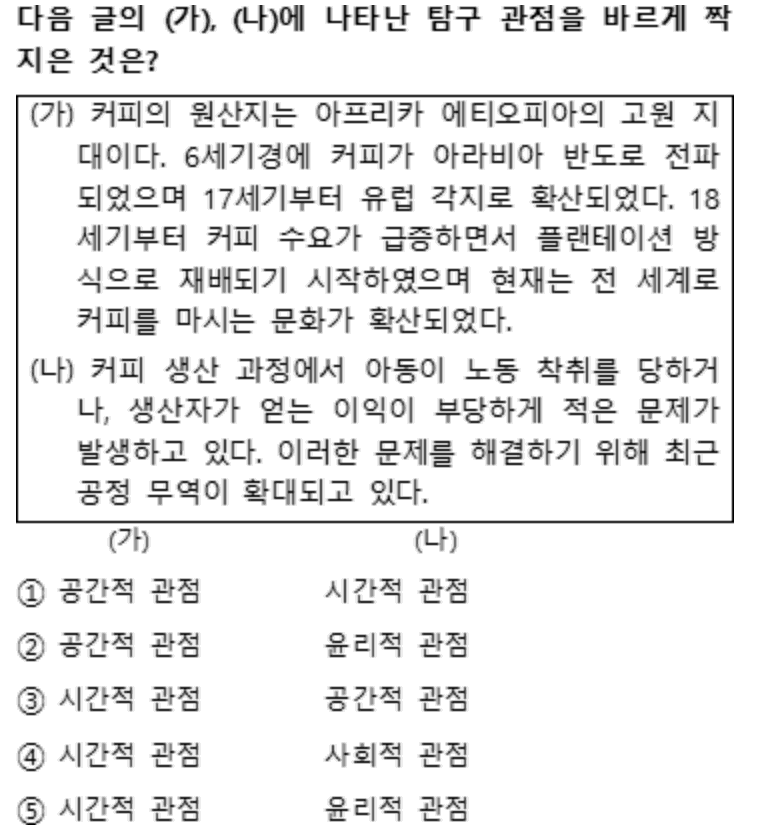 다음 글의 (가), (나)에 나타난 탐구 관점을 바르게 짝
지은 것은?
(가) 커피의 원산지는 아프리카 에티오피아의 고원 지
대이다. 6세기경에 커피가 아라비아 반도로 전파
되었으며 17세기부터 유럽 각지로 확산되었다. 18
세기부터 커피 수요가 급증하면서 플랜테이션 방
식으로 재배되기 시작하였으며 현재는 전 세계로
커피를 마시는 문화가 확산되었다.
(나) 커피 생산 과정에서 아동이 노동 착취를 당하거
나, 생산자가 얻는 이익이 부당하게 적은 문제가
발생하고 있다. 이러한 문제를 해결하기 위해 최근
공정 무역이 확대되고 있다.
(가) (나)
① 공간적 관점 시간적 관점
② 공간적 관점 윤리적 관점
③ 시간적 관점 공간적 관점
④ 시간적 관점 사회적 관점
⑤ 시간적 관점 윤리적 관점